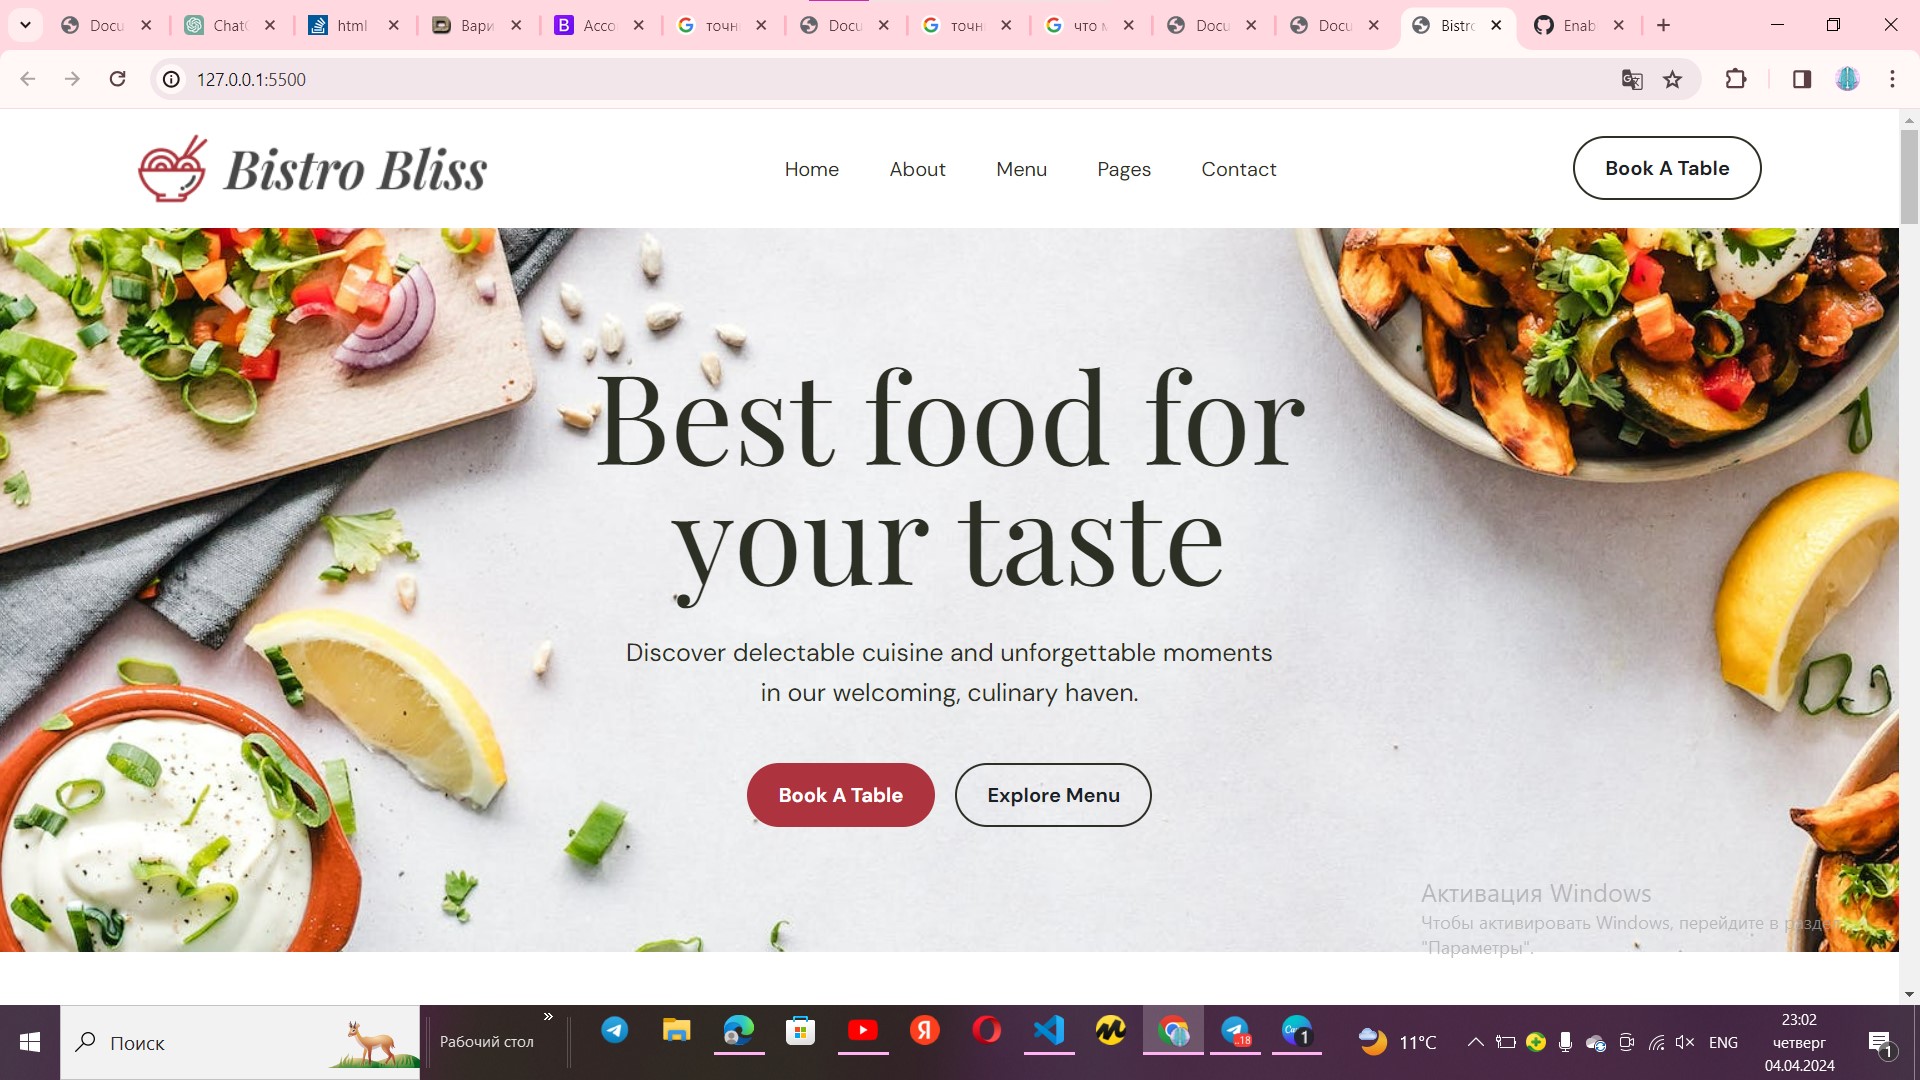 Docu
Chat
html
Вари
Acco
точн
Docu
точн
что м
Docu
Docu
Bistro
Enab
127.0.0.1:5500
Bistro Bliss
Home About Menu Pages Contact
Book A Table
Best food for
your taste
Discover delectable cuisine and unforgettable moments
in our welcoming, culinary haven.
Book A Table
Explore Menu
Активация Windows
Чтобы активировать Windows, перейдите в раздел
"Параметры".
Поиск
Рабочий стол
11°C
ENG
23:02
четверг
04.04.2024
1
18
1